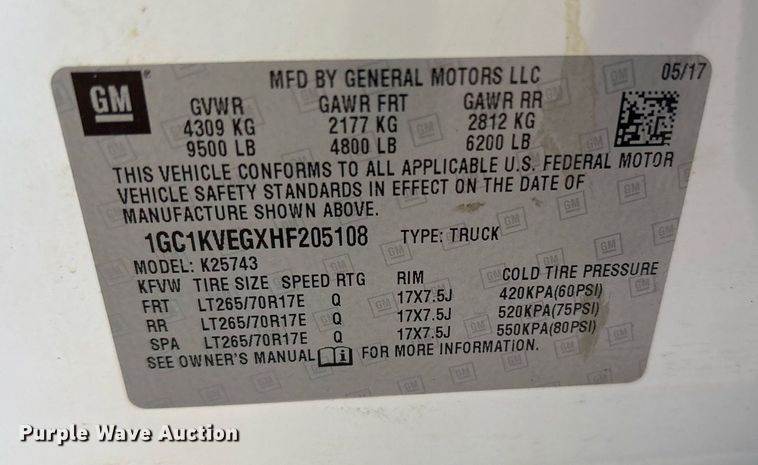 GM
MFD BY GENERAL MOTORS LLC 05/17
GVWR GAWR FRT GAWR RR
4309 KG 2177 KG 2812 KG
9500 LB 4800 LB 6200 LB
THIS VEHICLE CONFORMS TO ALL APPLICABLE U.S. FEDERAL MOTOR
VEHICLE SAFETY STANDARDS IN EFFECT ON THE DATE OF
MANUFACTURE SHOWN ABOVE.
1GC1KVEGXHF205108 TYPE: TRUCK
MODEL: K25743
KFVW TIRE SIZE SPEED RTG RIM COLD TIRE PRESSURE
FRT LT265/70R17E Q 17X7.5J 420KPA(60PSI)
RR LT265/70R17E Q 17X7.5J 520KPA(75PSI)
SPA LT265/70R17E Q 17X7.5J 550KPA(80PSI)
SEE OWNER'S MANUAL FOR MORE INFORMATION.
Purple Wave Auction